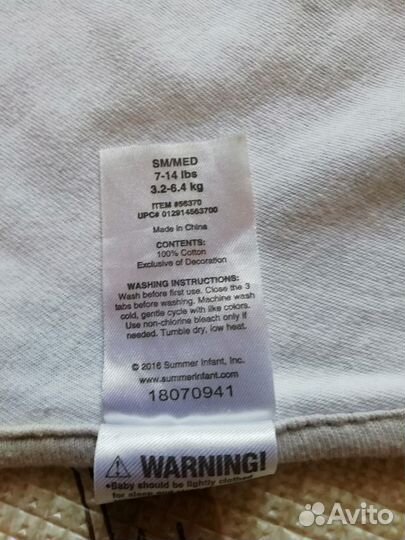 SM/MED
7-14 lbs
3.2-6.4 kg
ITEM #56370
UPC# 012914563700
Made in China
CONTENTS:
100% Cotton
Exclusive of Decoration
WASHING INSTRUCTIONS:
Wash before first use. Close the 3
tabs before washing. Machine wash
cold, gentle cycle with like colors.
Use non-chlorine bleach only if
needed. Tumble dry, low heat.
© 2016 Summer Infant, Inc.
www.summerinfant.com
18070941
WARNING!
• Baby should be lightly clothed
for sleep and
Avito